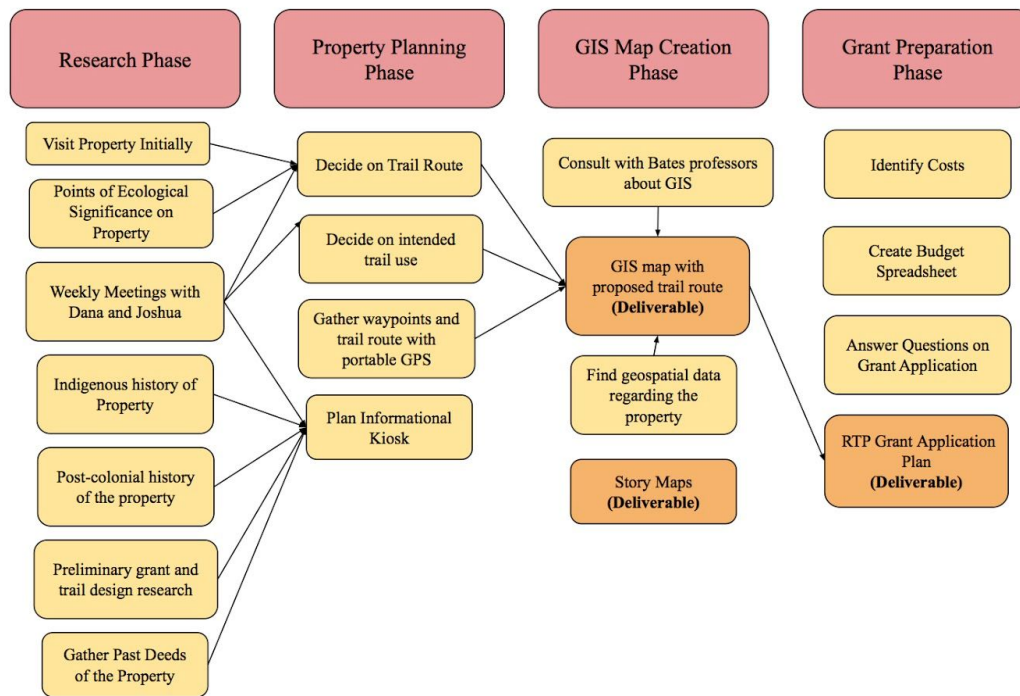 Research Phase
Property Planning
Phase
GIS Map Creation
Phase
Grant Preparation
Phase
Visit Property Initially
Points of Ecological
Significance on
Property
Weekly Meetings with
Dana and Joshua
Indigenous history of
Property
Post-colonial history
of the property
Preliminary grant and
trail design research
Gather Past Deeds
of the Property
Decide on Trail Route
Decide on intended
trail use
Gather waypoints and
trail route with
portable GPS
Plan Informational
Kiosk
Consult with Bates professors
about GIS
GIS map with
proposed trail route
(Deliverable)
Find geospatial data
regarding the
property
Story Maps
(Deliverable)
Identify Costs
Create Budget
Spreadsheet
Answer Questions on
Grant Application
RTP Grant Application
Plan
(Deliverable)